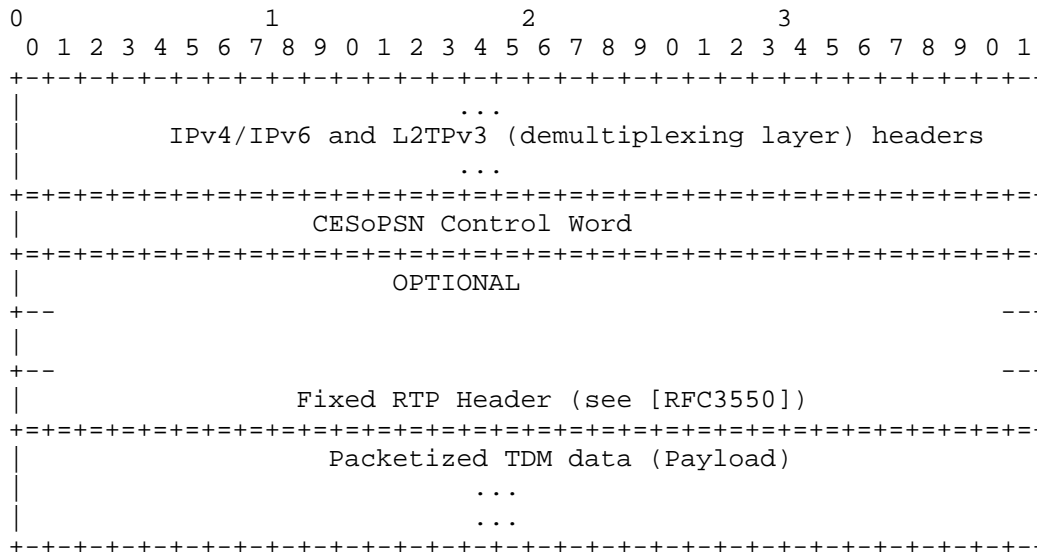 0                   1                   2                   3
 0 1 2 3 4 5 6 7 8 9 0 1 2 3 4 5 6 7 8 9 0 1 2 3 4 5 6 7 8 9 0 1
+-+-+-+-+-+-+-+-+-+-+-+-+-+-+-+-+-+-+-+-+-+-+-+-+-+-+-+-+-+-+-+--
|                           ...
|         IPv4/IPv6 and L2TPv3 (demultiplexing layer) headers
|                           ...
+=+=+=+=+=+=+=+=+=+=+=+=+=+=+=+=+=+=+=+=+=+=+=+=+=+=+=+=+=+=+=+=-
|                  CESoPSN Control Word
+=+=+=+=+=+=+=+=+=+=+=+=+=+=+=+=+=+=+=+=+=+=+=+=+=+=+=+=+=+=+=+=-
|                       OPTIONAL
+--                                                           ---
|
+--                                                           ---
|                 Fixed RTP Header (see [RFC3550])
+=+=+=+=+=+=+=+=+=+=+=+=+=+=+=+=+=+=+=+=+=+=+=+=+=+=+=+=+=+=+=+=-
|                   Packetized TDM data (Payload)
|                            ...
|                            ...
+-+-+-+-+-+-+-+-+-+-+-+-+-+-+-+-+-+-+-+-+-+-+-+-+-+-+-+-+-+-+-+--